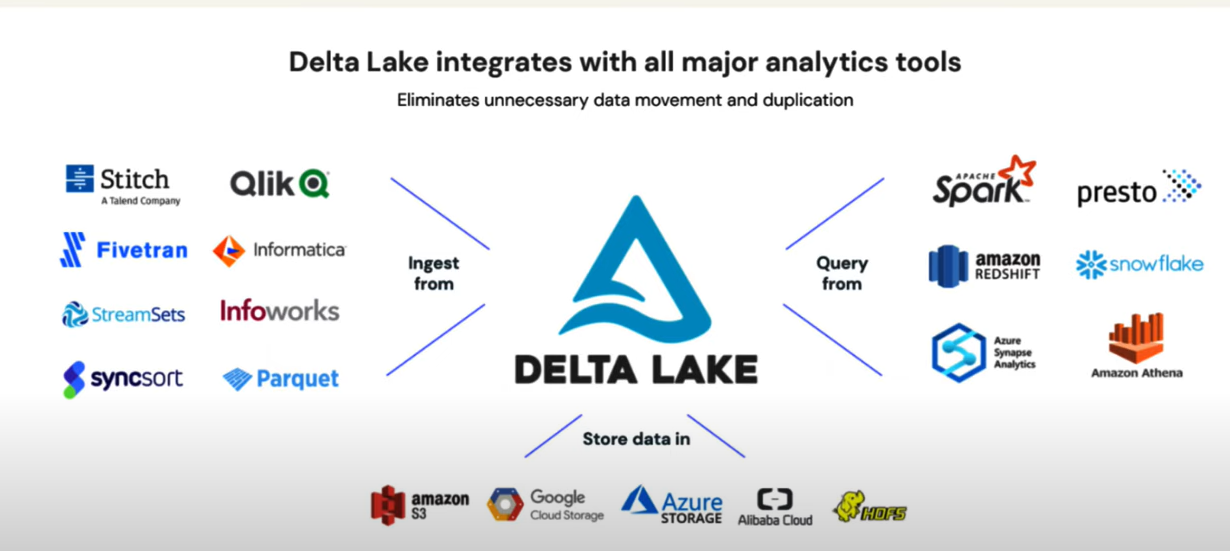 Delta Lake integrates with all major analytics tools
Eliminates unnecessary data movement and duplication
Stitch
A Talend Company
Qlik
Fivetran
Informatica
StreamSets
Infoworks
syncsort
Parquet
Ingest
from
DELTA LAKE
Query
from
APACHE
Spark
presto
amazon
REDSHIFT
snowflake
Azure
Synapse
Analytics
Amazon Athena
Store data in
amazon
S3
Google
Cloud Storage
Azure
STORAGE
Alibaba Cloud
HDFS